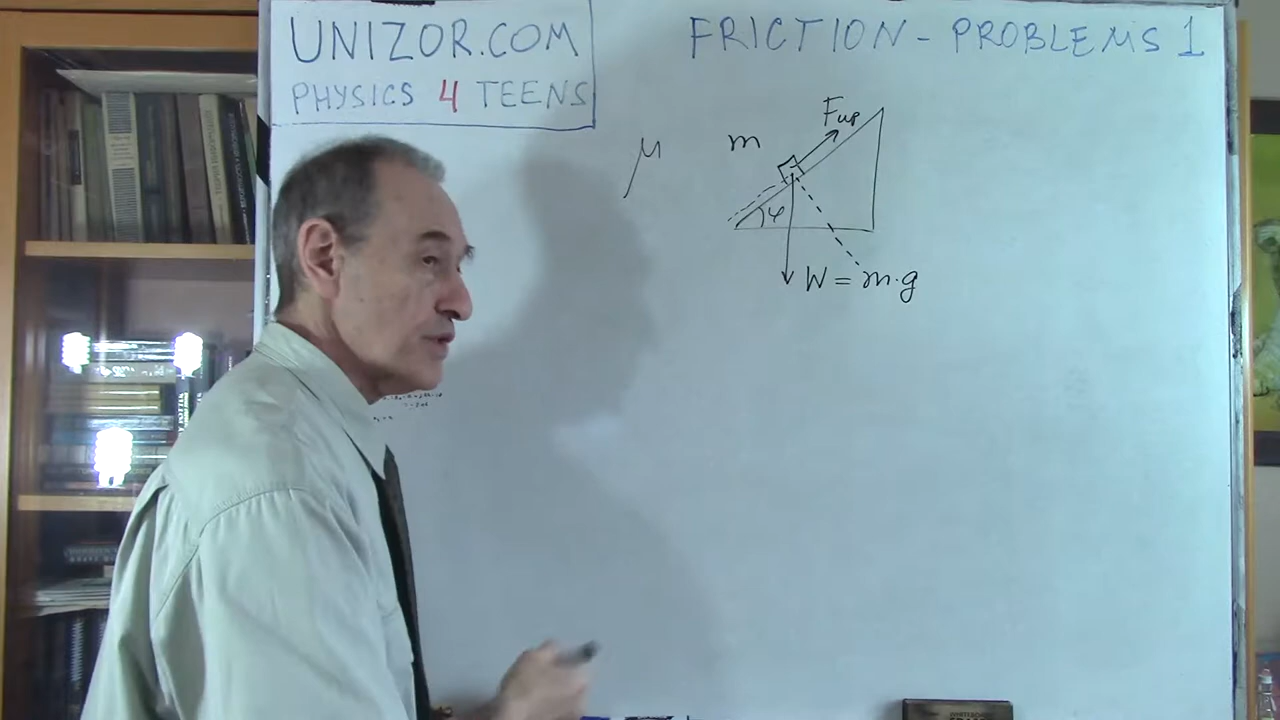 UNIZOR.COM
PHYSICS 4 TEENS
FRICTION - PROBLEMS 1
μ
m
Fup
φ
W = m·g